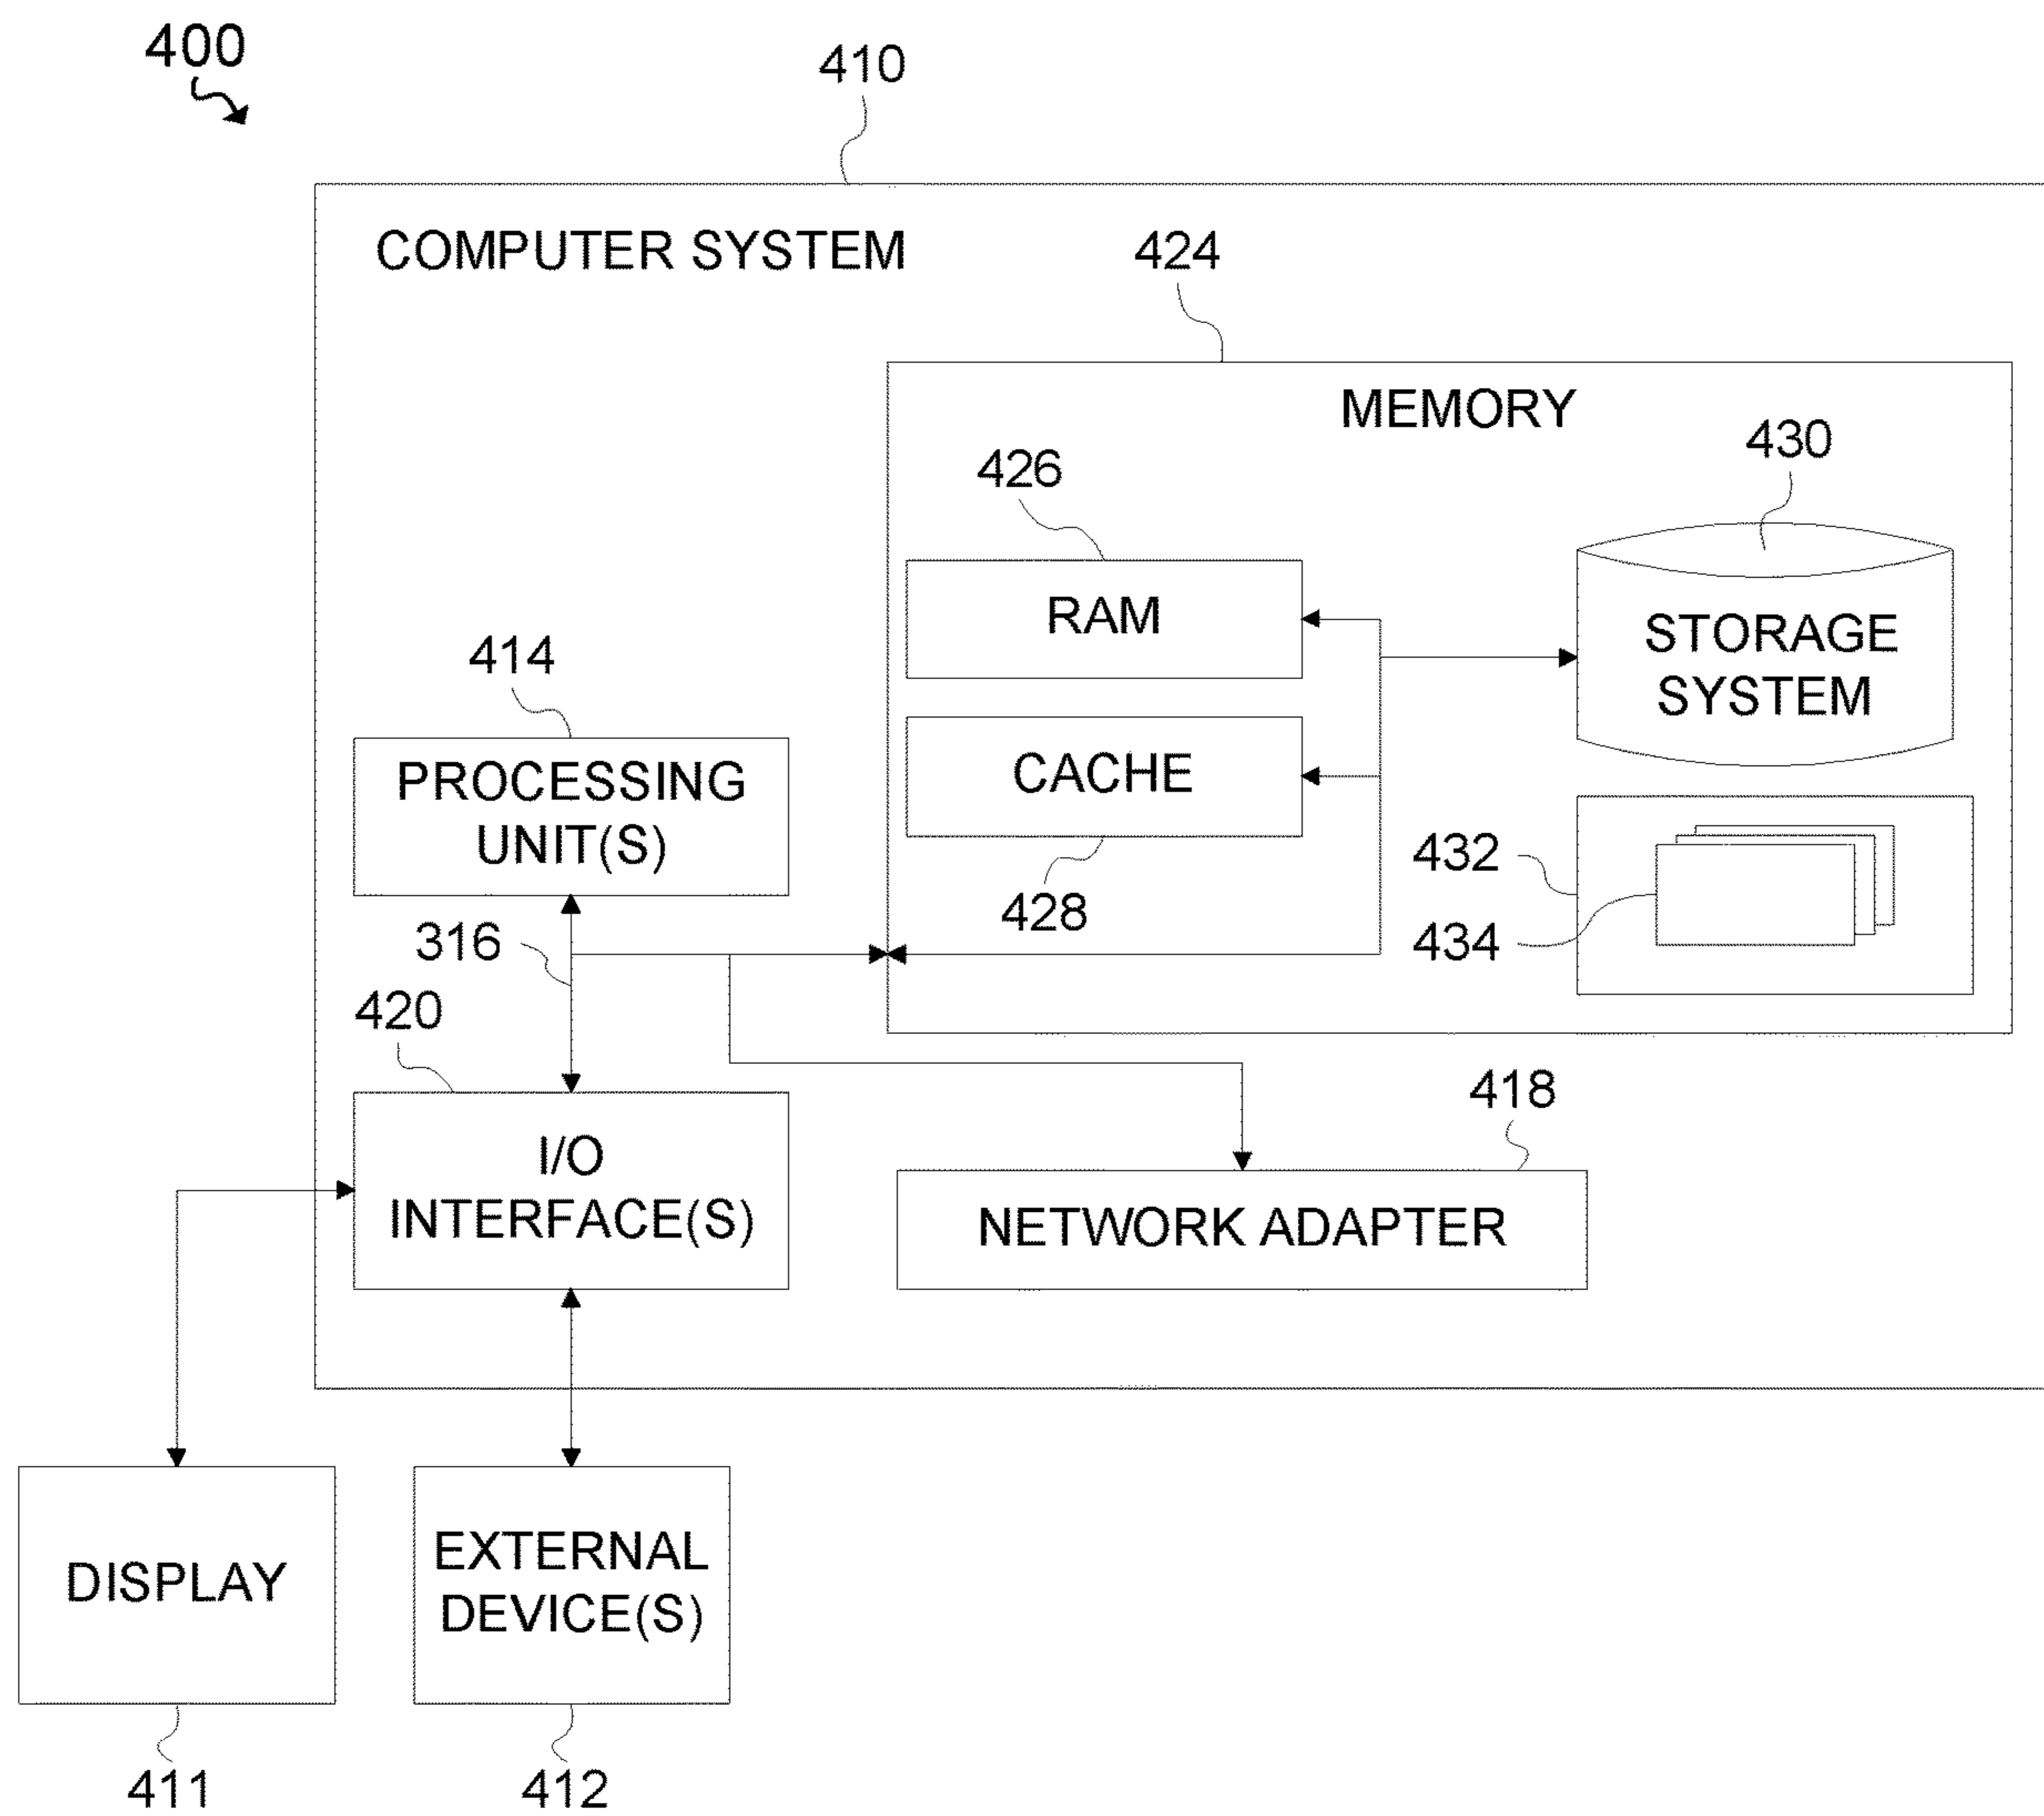 400
410
COMPUTER SYSTEM
424
MEMORY
430
426
RAM
STORAGE
SYSTEM
414
PROCESSING
UNIT(S)
CACHE
432
428
316
434
420
418
I/O
INTERFACE(S)
NETWORK ADAPTER
DISPLAY
EXTERNAL
DEVICE(S)
411
412